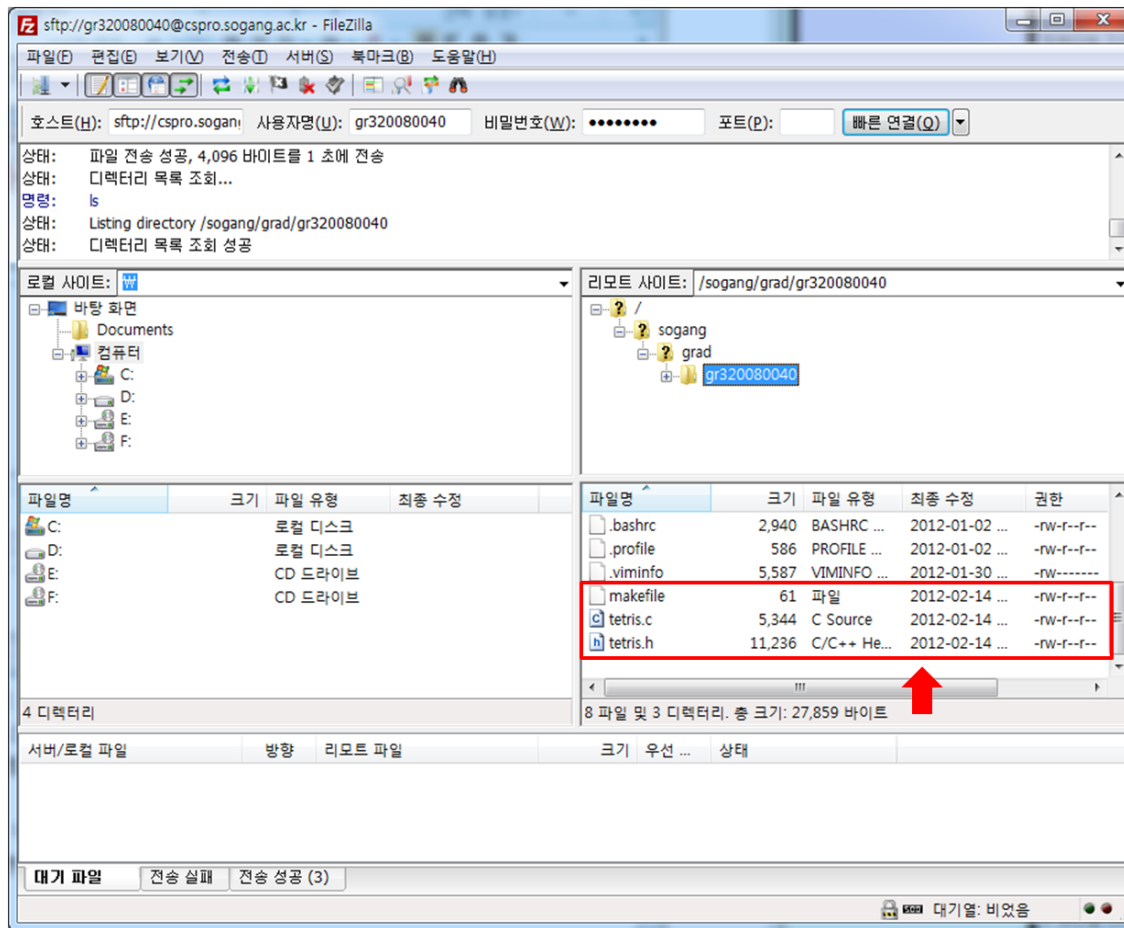 sftp://gr320080040@cspro.sogang.ac.kr - FileZilla
파일(F) 편집(E) 보기(V) 전송(T) 서버(S) 북마크(B) 도움말(H)
호스트(H): sftp://cspro.sogang 사용자명(U): gr320080040 비밀번호(W): ●●●●●●●● 포트(P): 빠른 연결(Q)
상태: 파일 전송 성공, 4,096 바이트를 1 초에 전송
상태: 디렉터리 목록 조회...
명령: ls
상태: Listing directory /sogang/grad/gr320080040
상태: 디렉터리 목록 조회 성공
로컬 사이트: ₩
바탕 화면
Documents
컴퓨터
C:
D:
E:
F:
리모트 사이트: /sogang/grad/gr320080040
/
sogang
grad
gr320080040
파일명 크기 파일 유형 최종 수정
C: 로컬 디스크
D: 로컬 디스크
E: CD 드라이브
F: CD 드라이브
4 디렉터리
파일명 크기 파일 유형 최종 수정 권한
.bashrc 2,940 BASHRC ... 2012-01-02 ... -rw-r--r--
.profile 586 PROFILE ... 2012-01-02 ... -rw-r--r--
.viminfo 5,587 VIMINFO ... 2012-01-30 ... -rw-------
makefile 61 파일 2012-02-14 ... -rw-r--r--
tetris.c 5,344 C Source 2012-02-14 ... -rw-r--r--
tetris.h 11,236 C/C++ He... 2012-02-14 ... -rw-r--r--
8 파일 및 3 디렉터리. 총 크기: 27,859 바이트
서버/로컬 파일 방향 리모트 파일 크기 우선 ... 상태
대기 파일 전송 실패 전송 성공 (3)
대기열: 비었음